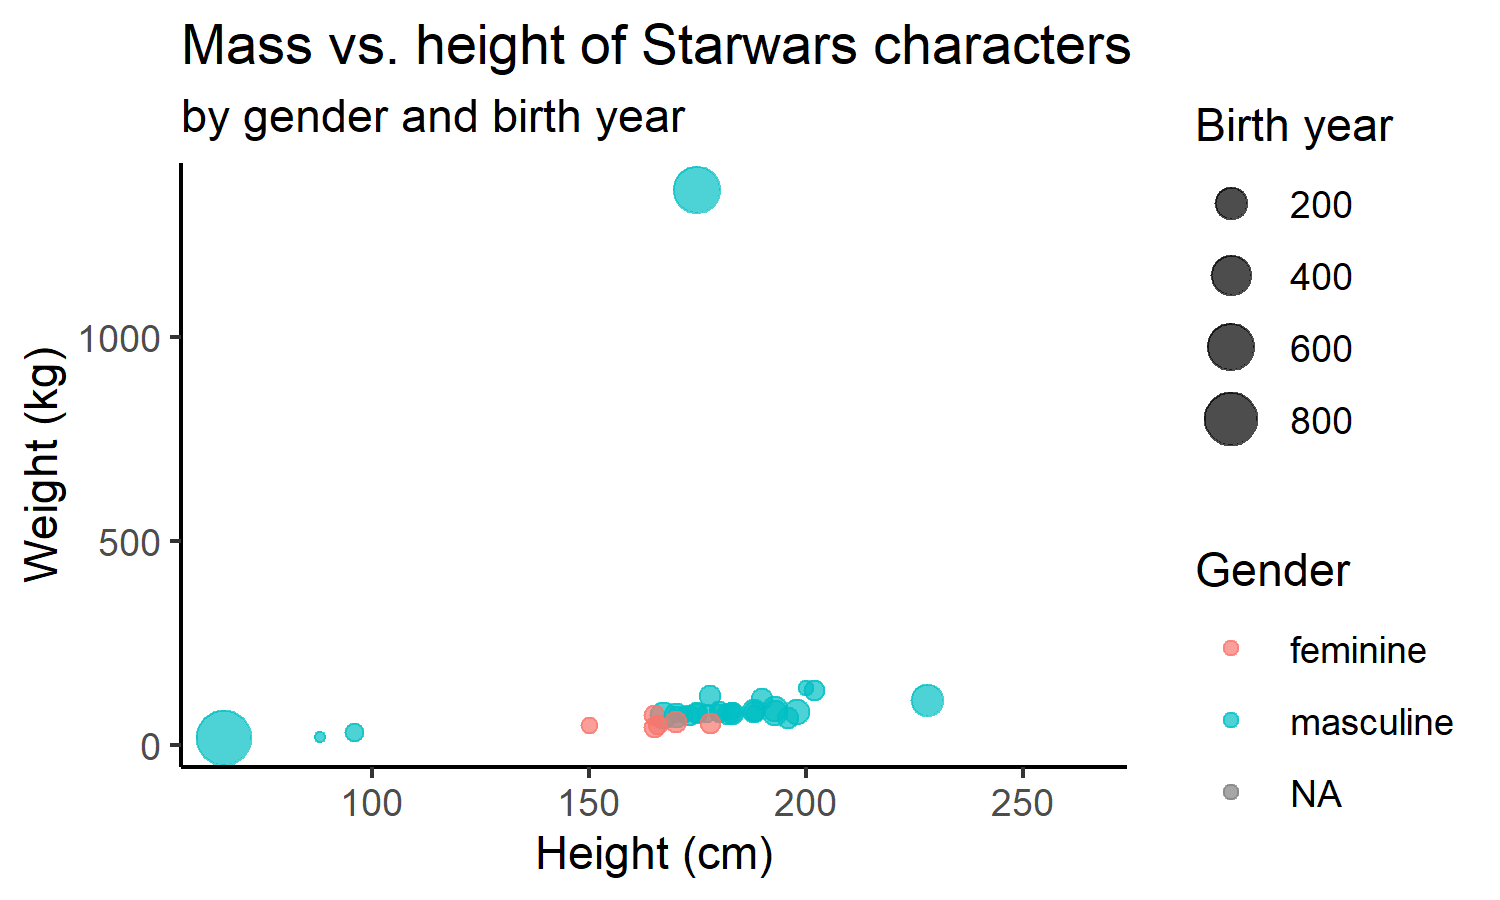 Mass vs. height of Starwars characters
by gender and birth year
Weight (kg)
1000
500
0
100
150
200
250
Height (cm)
Birth year
200
400
600
800
Gender
feminine
masculine
NA